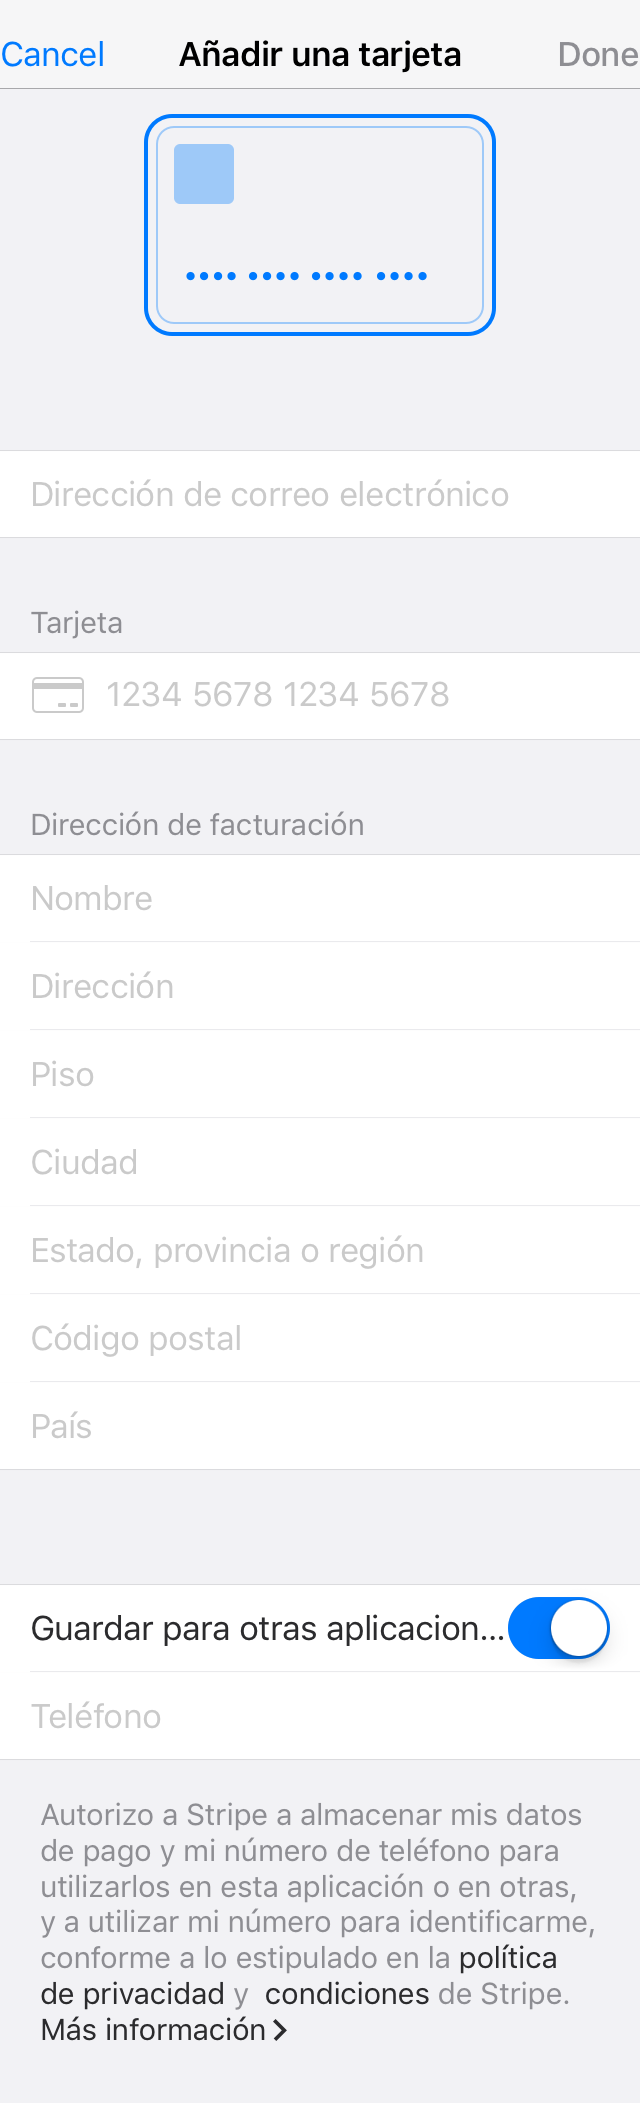 Cancel Añadir una tarjeta Done
•••• •••• •••• ••••
Dirección de correo electrónico
Tarjeta
1234 5678 1234 5678
Dirección de facturación
Nombre
Dirección
Piso
Ciudad
Estado, provincia o región
Código postal
País
Guardar para otras aplicacion...
Teléfono
Autorizo a Stripe a almacenar mis datos
de pago y mi número de teléfono para
utilizarlos en esta aplicación o en otras,
y a utilizar mi número para identificarme,
conforme a lo estipulado en la política
de privacidad y condiciones de Stripe.
Más información